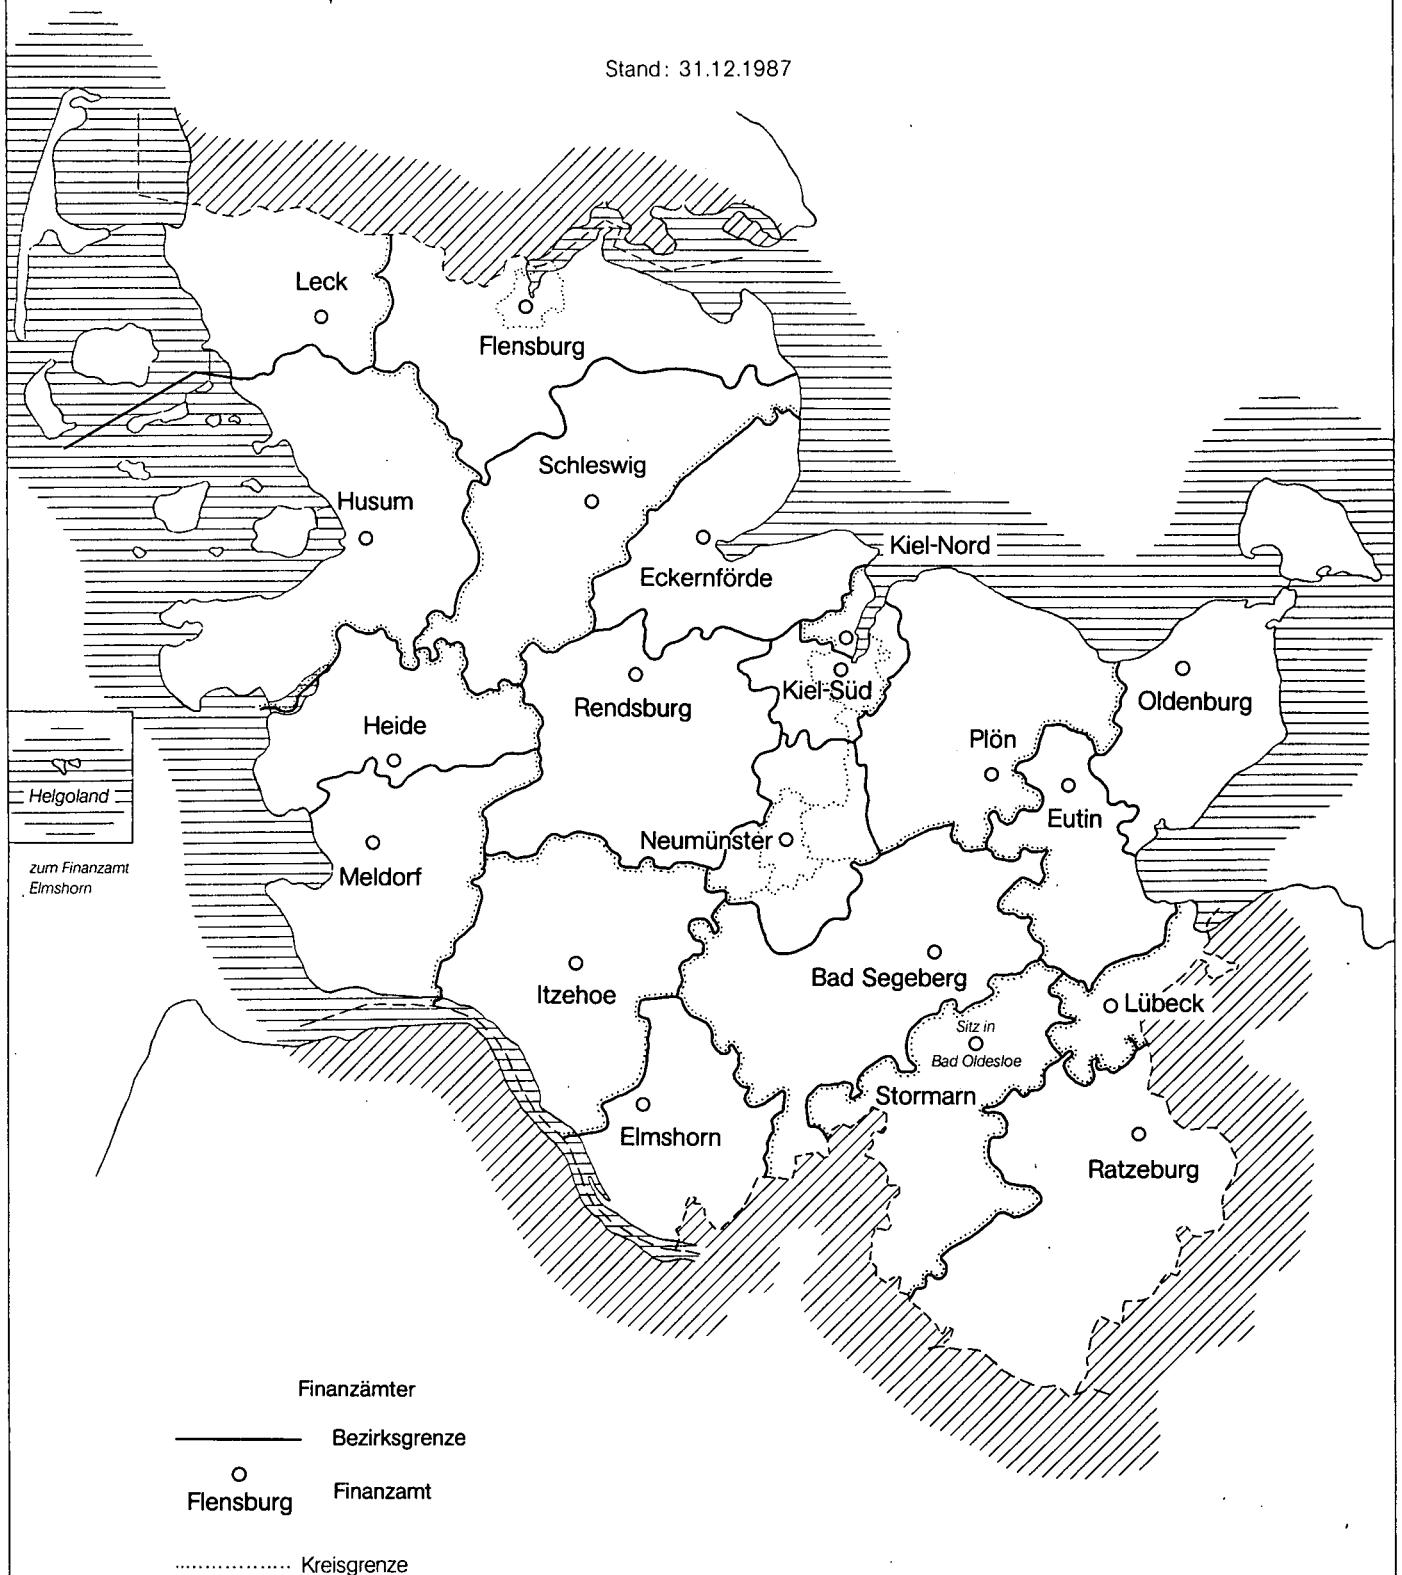 Stand: 31.12.1987
Leck
Flensburg
Schleswig
Husum
Kiel-Nord
Eckernförde
Kiel-Süd
Oldenburg
Rendsburg
Heide
Plön
Helgoland
Eutin
Neumünster
zum Finanzamt
Elmshorn
Meldorf
Bad Segeberg
Itzehoe
Lübeck
Sitz in
Bad Oldesloe
Stormarn
Elmshorn
Ratzeburg
Finanzämter
Bezirksgrenze
Flensburg Finanzamt
Kreisgrenze